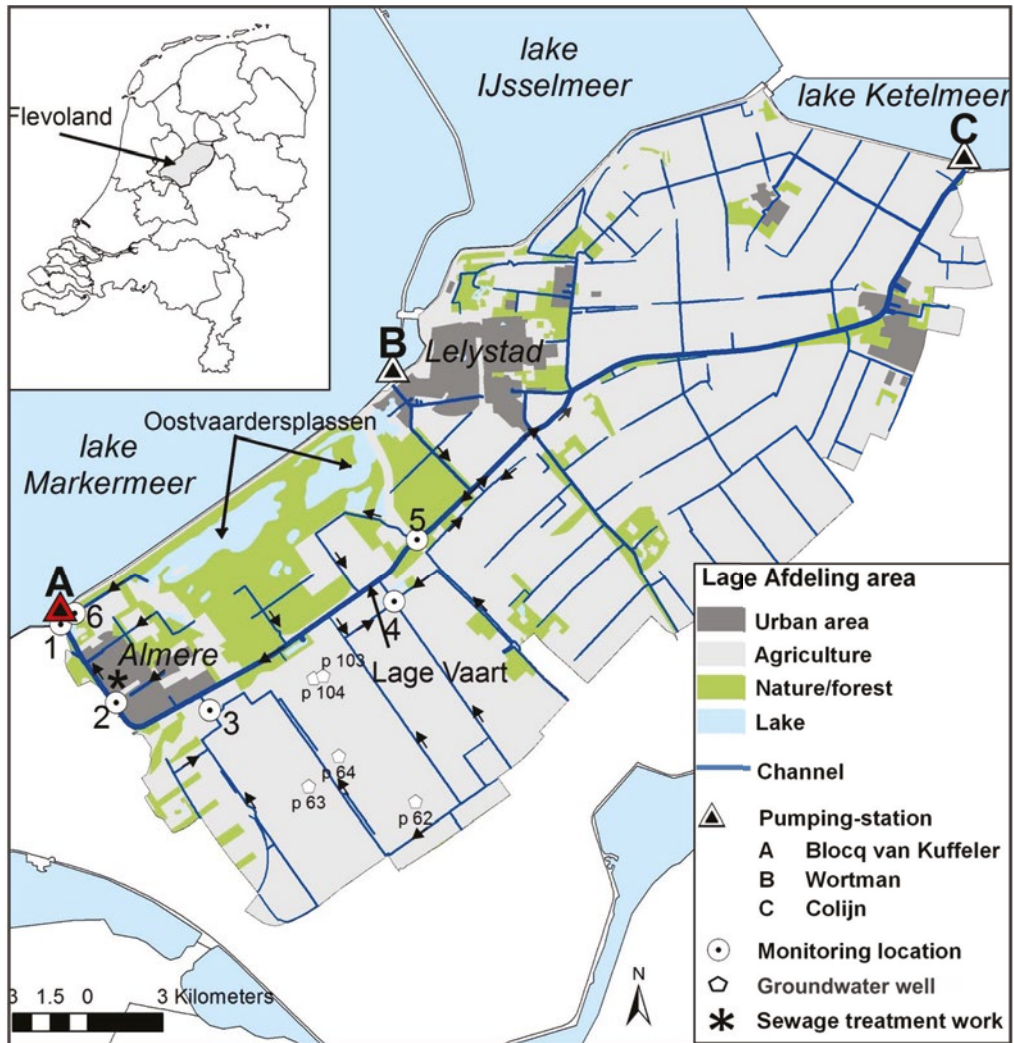 Flevoland
lake
IJsselmeer
lake Ketelmeer
C
B
Lelystad
Oostvaardersplassen
lake
Markermeer
A
6
1
Almere
2
3
5
4
Lage Vaart
p 103
p 104
p 64
p 63
p 62
3 1.5 0 3 Kilometers
N
Lage Afdeling area
Urban area
Agriculture
Nature/forest
Lake
Channel
Pumping-station
A Blocq van Kuffeler
B Wortman
C Colijn
Monitoring location
Groundwater well
Sewage treatment work